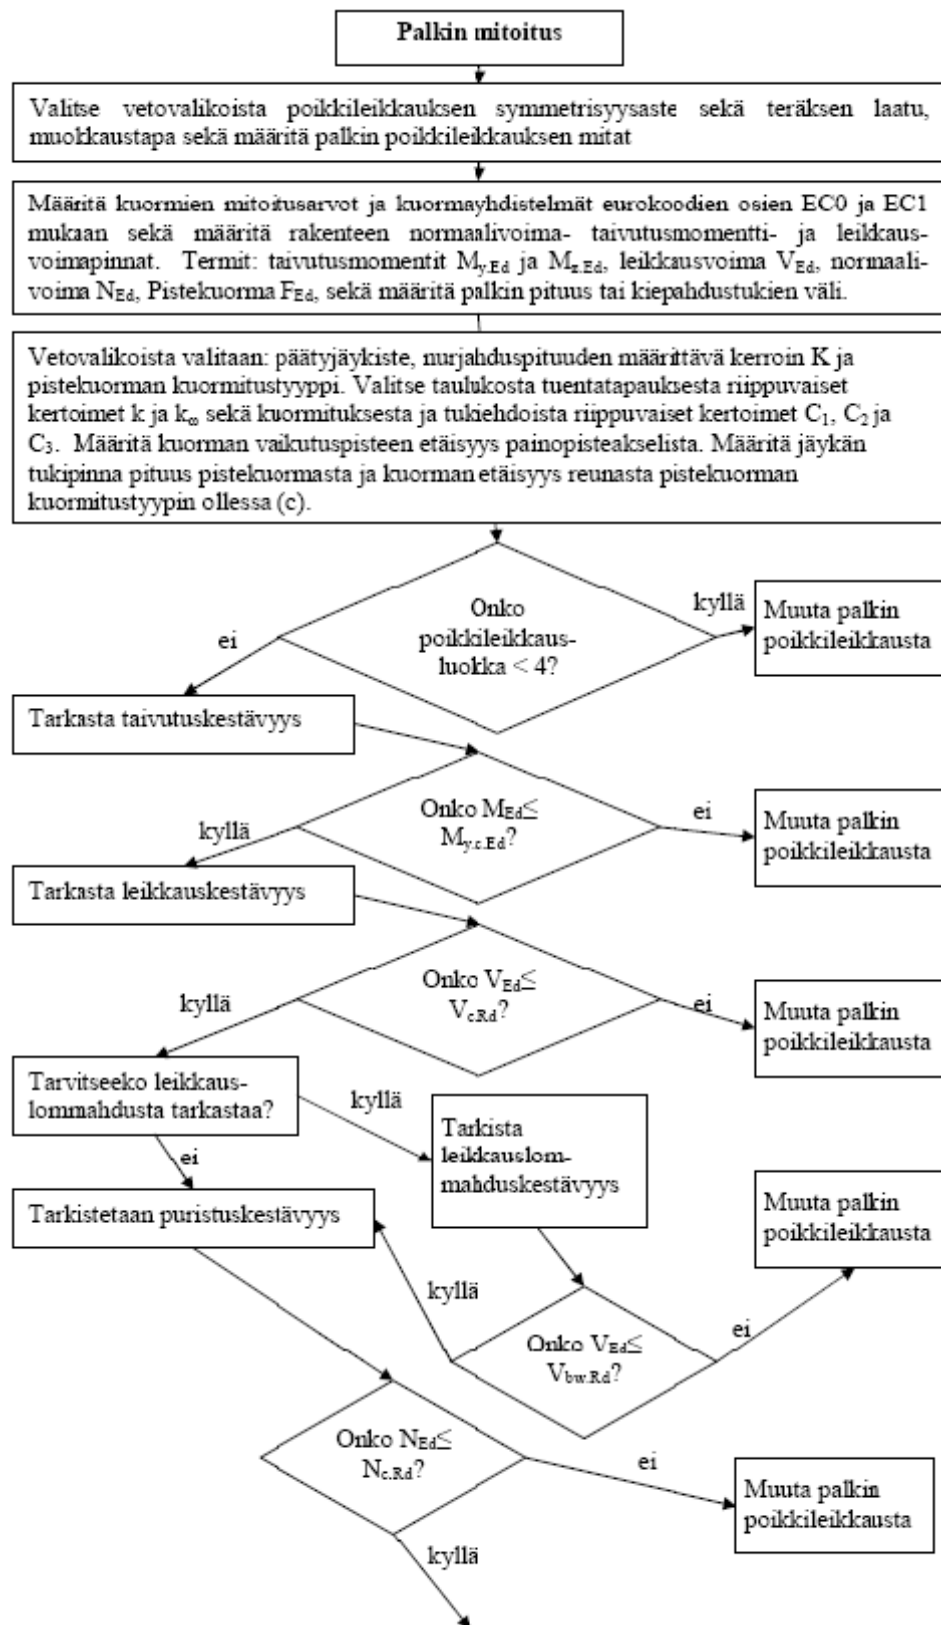 Palkin mitoitus
Valitse vetovalikoista poikkileikkauksen symmetrisyysaste sekä teräksen laatu,
muokkaustapa sekä määritä palkin poikkileikkauksen mitat
Määritä kuormien mitoitusarvot ja kuormayhdistelmät eurokoodien osien EC0 ja EC1
mukaan sekä määritä rakenteen normaalivoima- taivutusmomentti- ja leikkaus-
voimapinnat. Termit: taivutusmomentit My.Ed ja Mz.Ed, leikkausvoima VEd, normaali-
voima NEd, Pistekuorma FEd, sekä määritä palkin pituus tai kiepahdustukien väli.
Vetovalikoista valitaan: päätyjäykiste, nurjahduspituuden määrittävä kerroin K ja
pistekuorman kuormitustyyppi. Valitse taulukosta tuentatapauksesta riippuvaiset
kertoimet k ja kω sekä kuormituksesta ja tukiehdoista riippuvaiset kertoimet C1, C2 ja
C3. Määritä kuorman vaikutuspisteen etäisyys painopisteakselista. Määritä jäykän
tukipinna pituus pistekuormasta ja kuorman etäisyys reunasta pistekuorman
kuormitustyypin ollessa (c).
Onko
poikkileikkaus-
luokka < 4?
ei
kyllä
Muuta palkin
poikkileikkausta
Tarkasta taivutuskestävyys
Onko MEd≤
My.c.Ed?
kyllä
ei
Muuta palkin
poikkileikkausta
Tarkasta leikkauskestävyys
Onko VEd≤
Vc.Rd?
kyllä
ei
Muuta palkin
poikkileikkausta
Tarvitseeko leikkaus-
lommahdusta tarkastaa?
kyllä
ei
Tarkista
leikkauslom-
mahduskestävyys
Muuta palkin
poikkileikkausta
Tarkistetaan puristuskestävyys
kyllä
Onko VEd≤
Vbw.Rd?
ei
Onko NEd≤
Nc.Rd?
ei
Muuta palkin
poikkileikkausta
kyllä